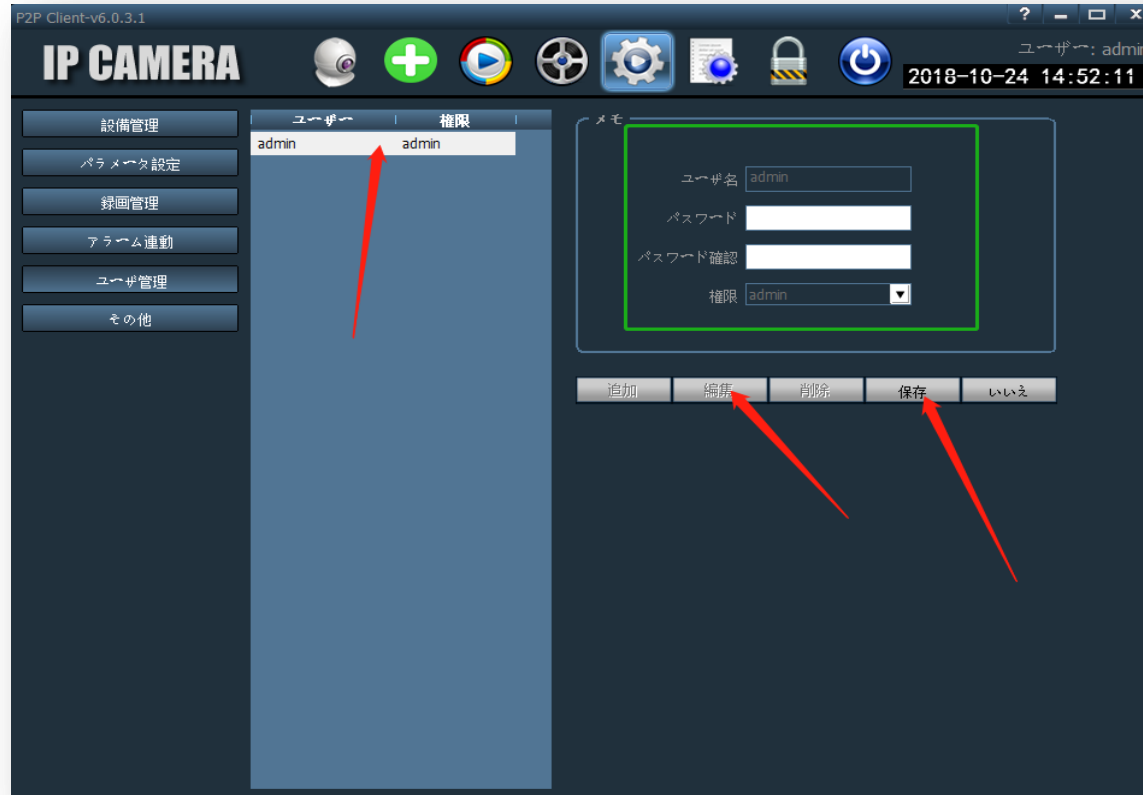 P2P Client-v6.0.3.1
IP CAMERA
ユーザー: admin
2018-10-24 14:52:11
設備管理
パラメータ設定
録画管理
アラーム連動
ユーザ管理
その他
ユーザー 権限
admin admin
メモ
ユーザ名 admin
パスワード
パスワード確認
権限 admin
追加 編集 削除 保存 いいえ